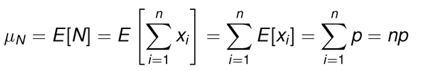 μ_N = E[N] = E[∑_{i=1}^{n} x_i] = ∑_{i=1}^{n} E[x_i] = ∑_{i=1}^{n} p = np